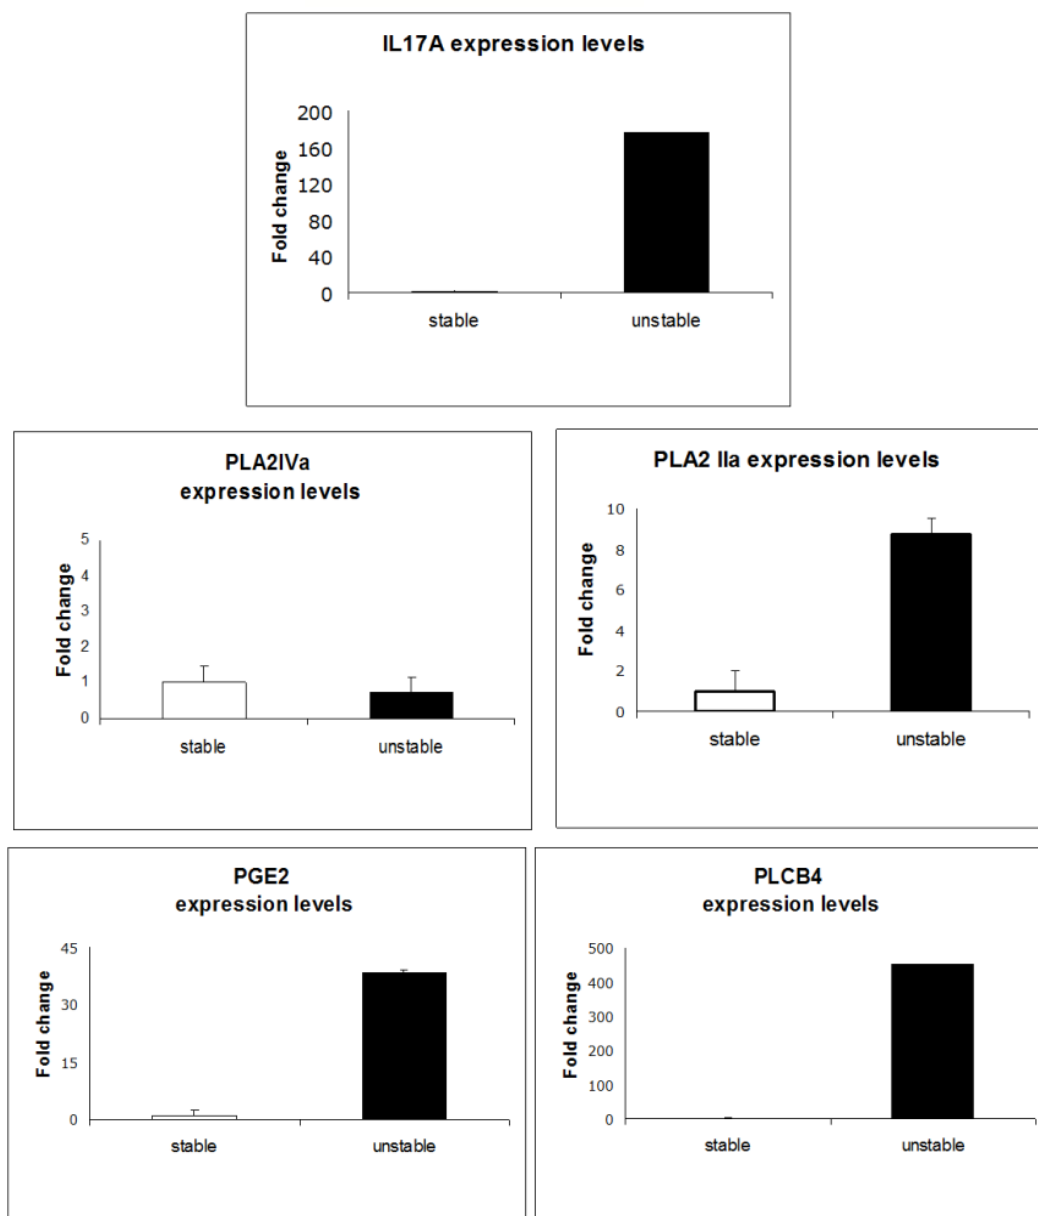 IL17A expression levels
Fold change
200
160
120
80
40
0
stable unstable
PLA2IVa
expression levels
Fold change
5
4
3
2
1
0
stable unstable
PLA2 IIa expression levels
Fold change
10
8
6
4
2
0
stable unstable
PGE2
expression levels
Fold change
45
30
15
0
stable unstable
PLCB4
expression levels
Fold change
500
400
300
200
100
0
stable unstable